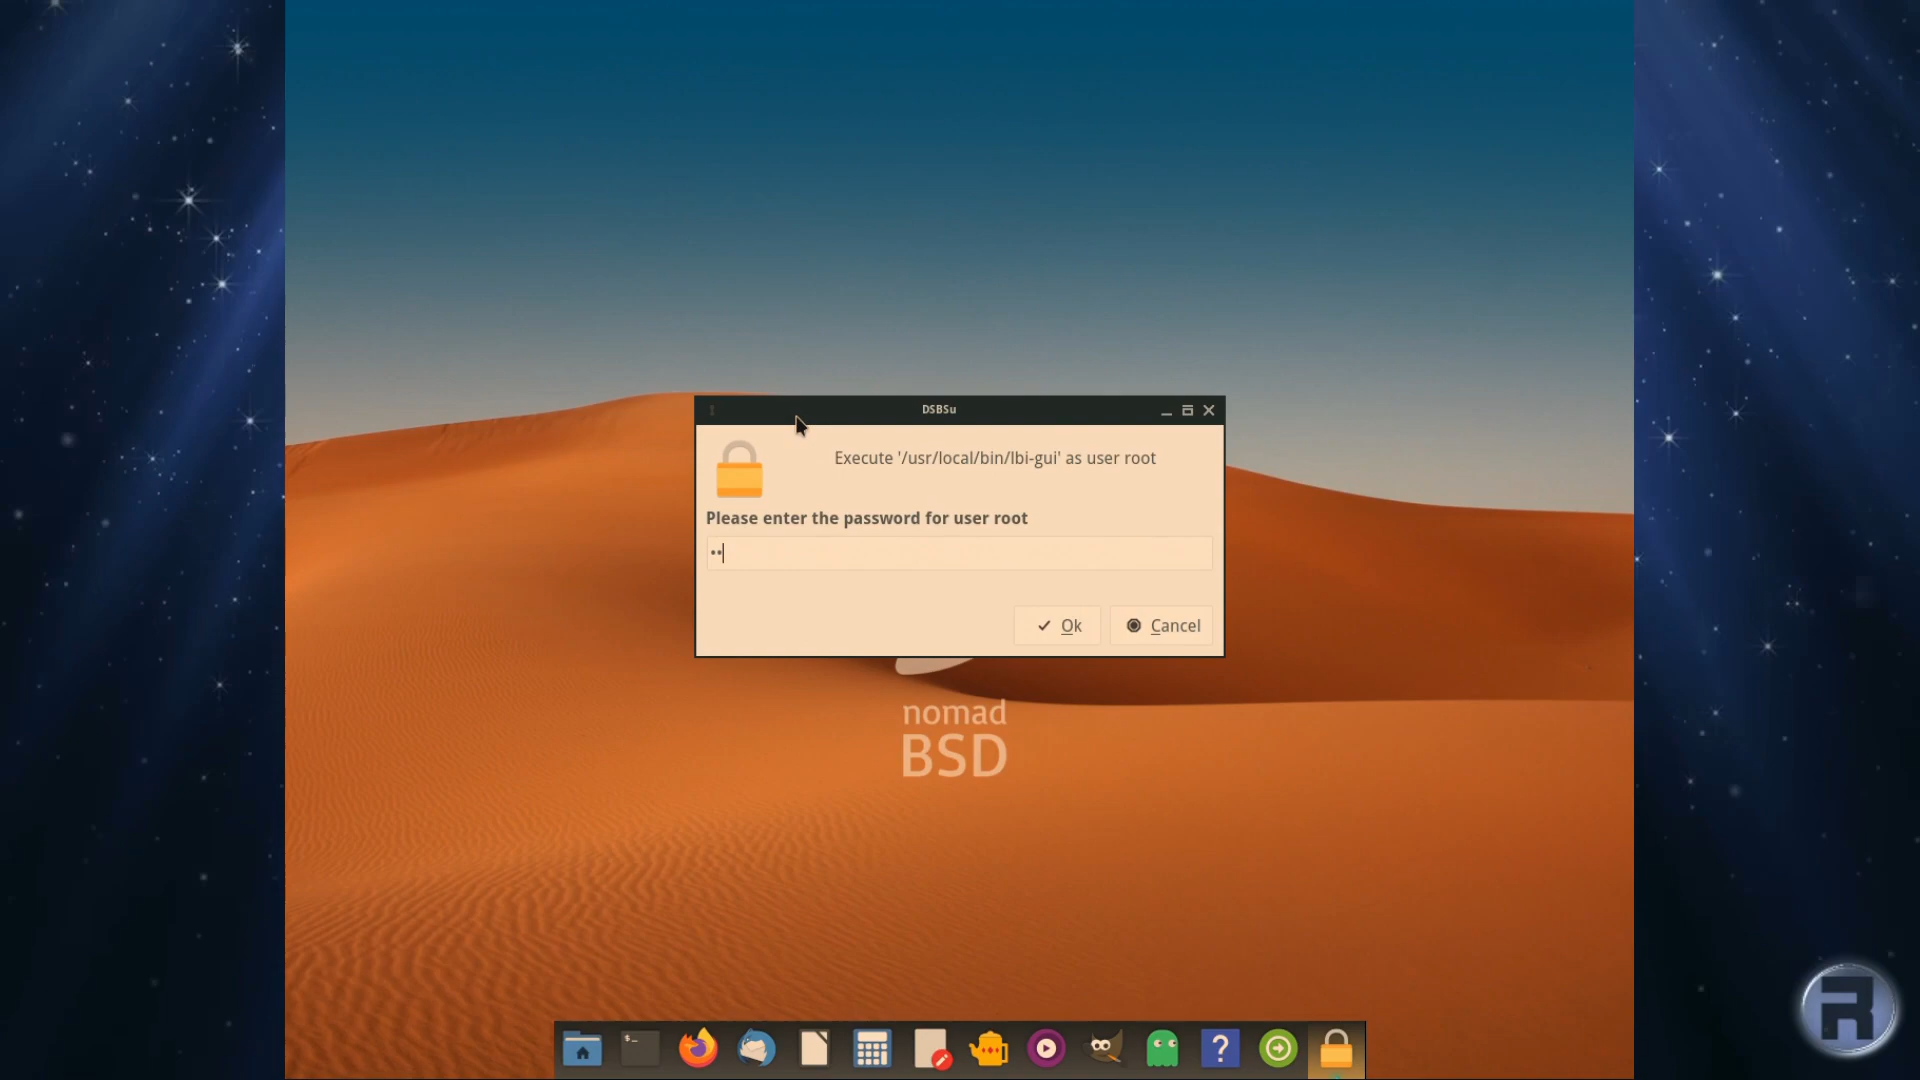 DSBSu
Execute '/usr/local/bin/lbi-gui' as user root
Please enter the password for user root
••
Ok
Cancel
nomad
BSD
$_
?
R